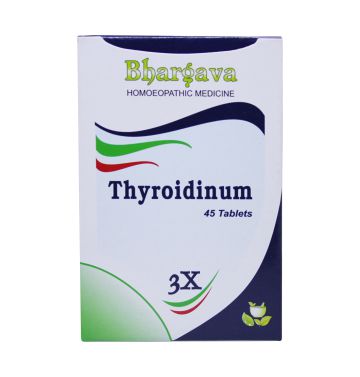 Bhargava
HOMOEOPATHIC MEDICINE
Thyroidinum
45 Tablets
3X